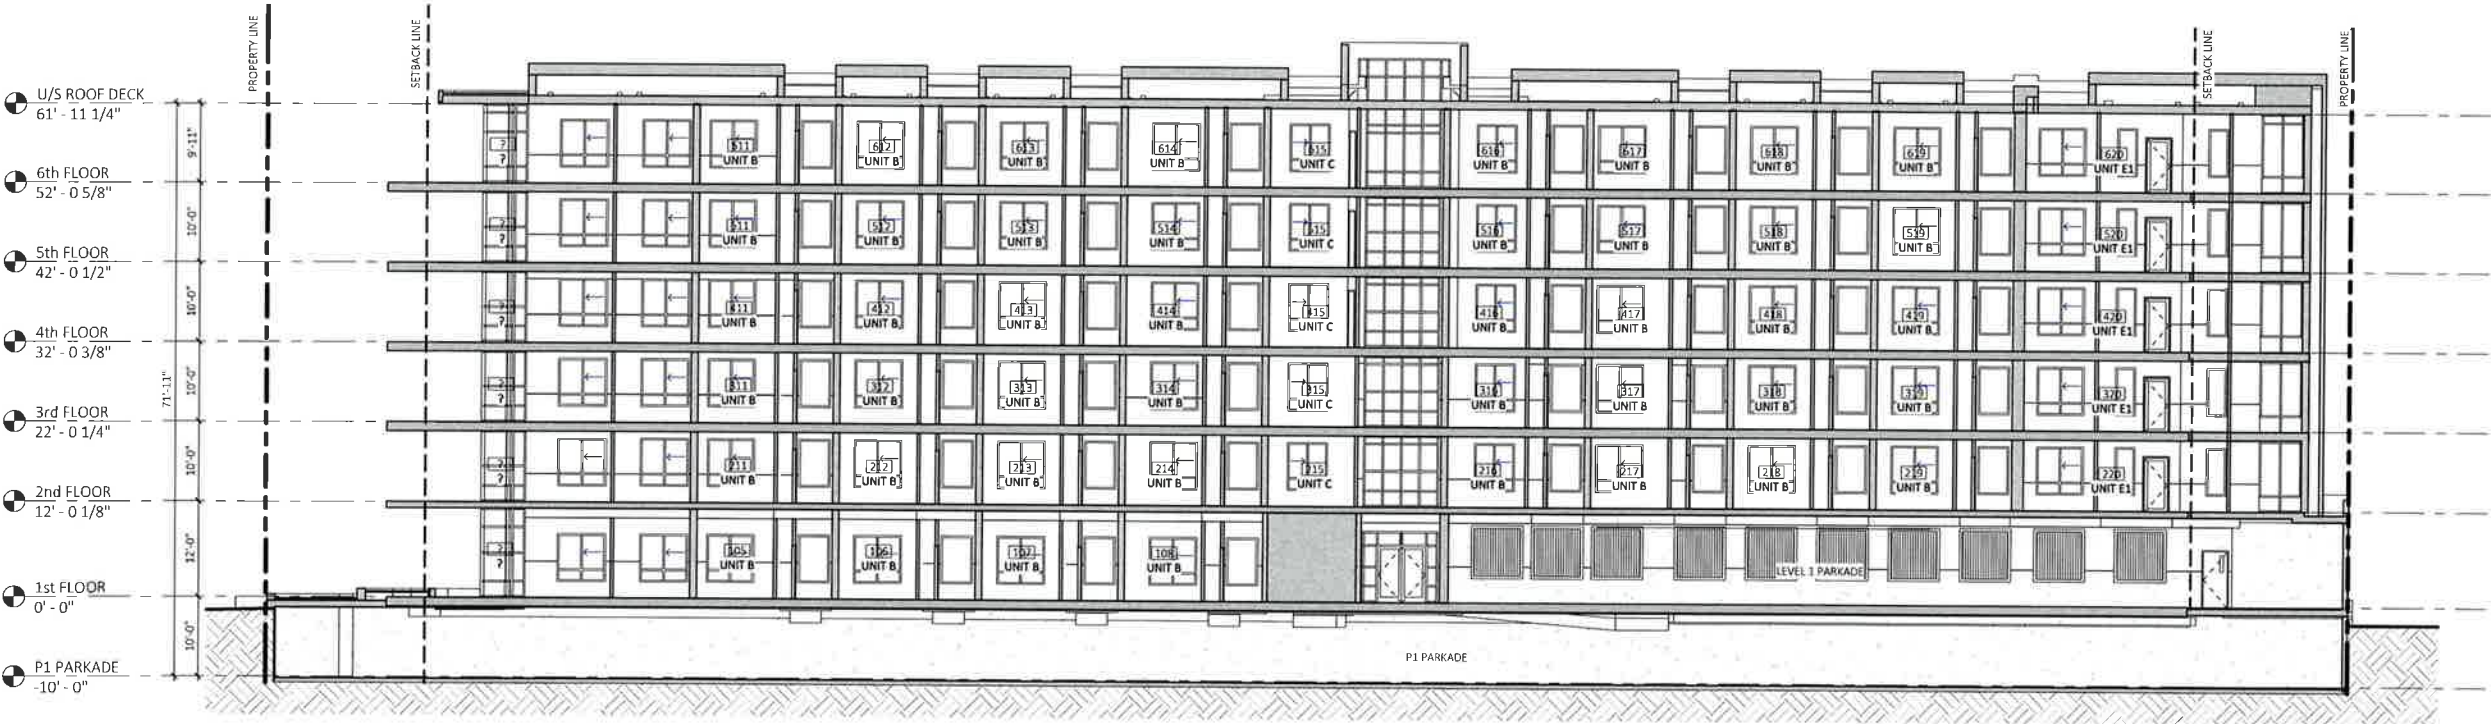 PROPERTY LINE
SETBACK LINE
SETBACK LINE
PROPERTY LINE
U/S ROOF DECK
61' - 11 1/4"
9'-11"
6th FLOOR
52' - 0 5/8"
10'-0"
5th FLOOR
42' - 0 1/2"
10'-0"
4th FLOOR
32' - 0 3/8"
10'-0"
71'-11"
3rd FLOOR
22' - 0 1/4"
10'-0"
2nd FLOOR
12' - 0 1/8"
12'-0"
1st FLOOR
0' - 0"
10'-0"
P1 PARKADE
-10' - 0"
? 611 612 613 614 615 616 617 618 619 620
? UNIT B UNIT B UNIT B UNIT B UNIT C UNIT B UNIT B UNIT B UNIT B UNIT E1
? 511 512 513 514 515 516 517 518 519 520
? UNIT B UNIT B UNIT B UNIT B UNIT C UNIT B UNIT B UNIT B UNIT B UNIT E1
? 411 412 413 414 415 416 417 418 419 420
? UNIT B UNIT B UNIT B UNIT B UNIT C UNIT B UNIT B UNIT B UNIT B UNIT E1
? 311 312 313 314 315 316 317 318 319 320
? UNIT B UNIT B UNIT B UNIT B UNIT C UNIT B UNIT B UNIT B UNIT B UNIT E1
? 211 212 213 214 215 216 217 218 219 220
? UNIT B UNIT B UNIT B UNIT B UNIT C UNIT B UNIT B UNIT B UNIT B UNIT E1
? 105 106 107 108
? UNIT B UNIT B UNIT B UNIT B
LEVEL 1 PARKADE
P1 PARKADE